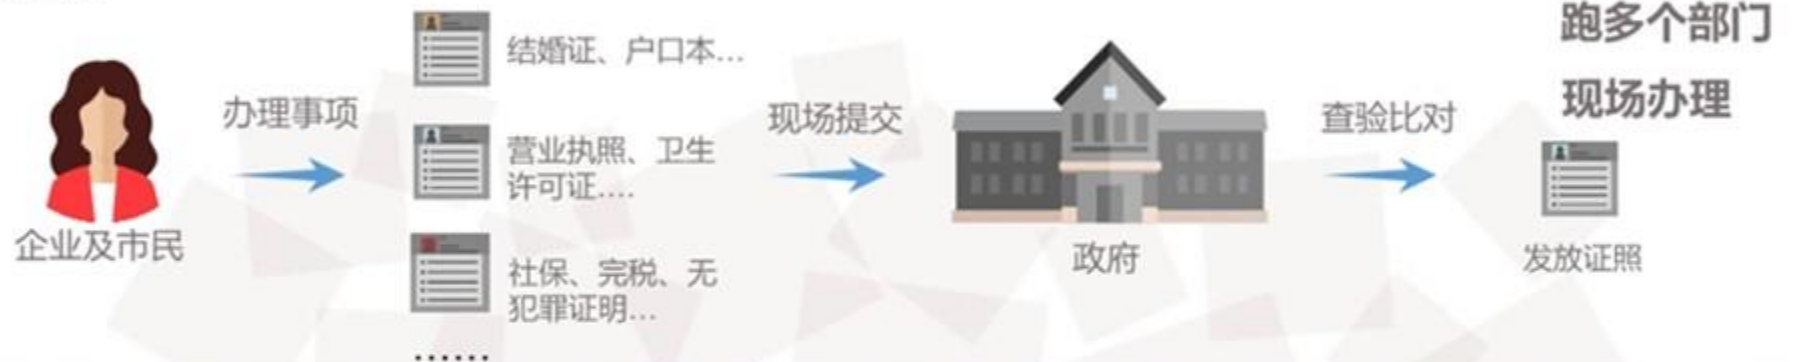 跑多个部门
结婚证、户口本...
办理事项
现场提交
查验比对
现场办理
营业执照、卫生
许可证....
企业及市民
政府
发放证照
社保、完税、无
犯罪证明...
......